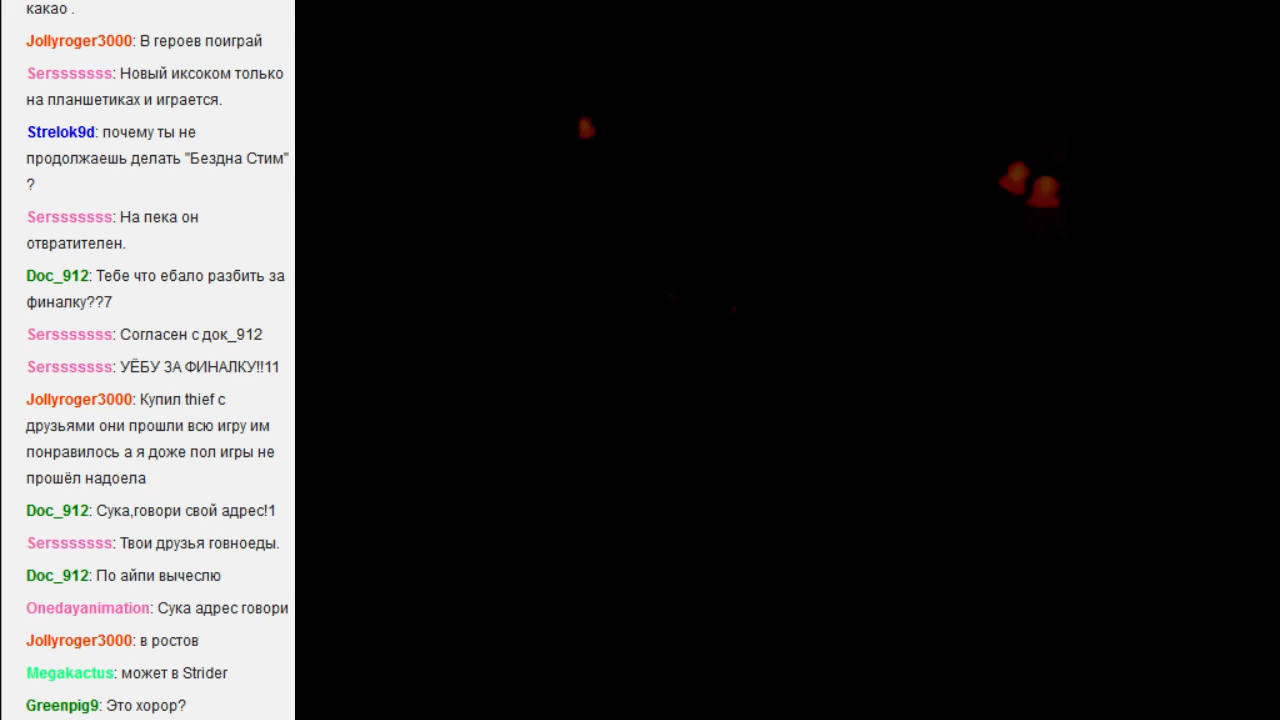 какао .
Jollyroger3000: В героев поиграй
Sersssssss: Новый иксоком только
на планшетиках и играется.
Strelok9d: почему ты не
продолжаешь делать "Бездна Стим"
?
Sersssssss: На пека он
отвратителен.
Doc_912: Тебе что ебало разбить за
финалку??7
Sersssssss: Согласен с док_912
Sersssssss: УЁБУ ЗА ФИНАЛКУ!!11
Jollyroger3000: Купил thief с
друзьями они прошли всю игру им
понравилось а я доже пол игры не
прошёл надоела
Doc_912: Сука,говори свой адрес!1
Sersssssss: Твои друзья говноеды.
Doc_912: По айпи вычеслю
Onedayanimation: Сука адрес говори
Jollyroger3000: в ростов
Megakactus: может в Strider
Greenpig9: Это хорор?